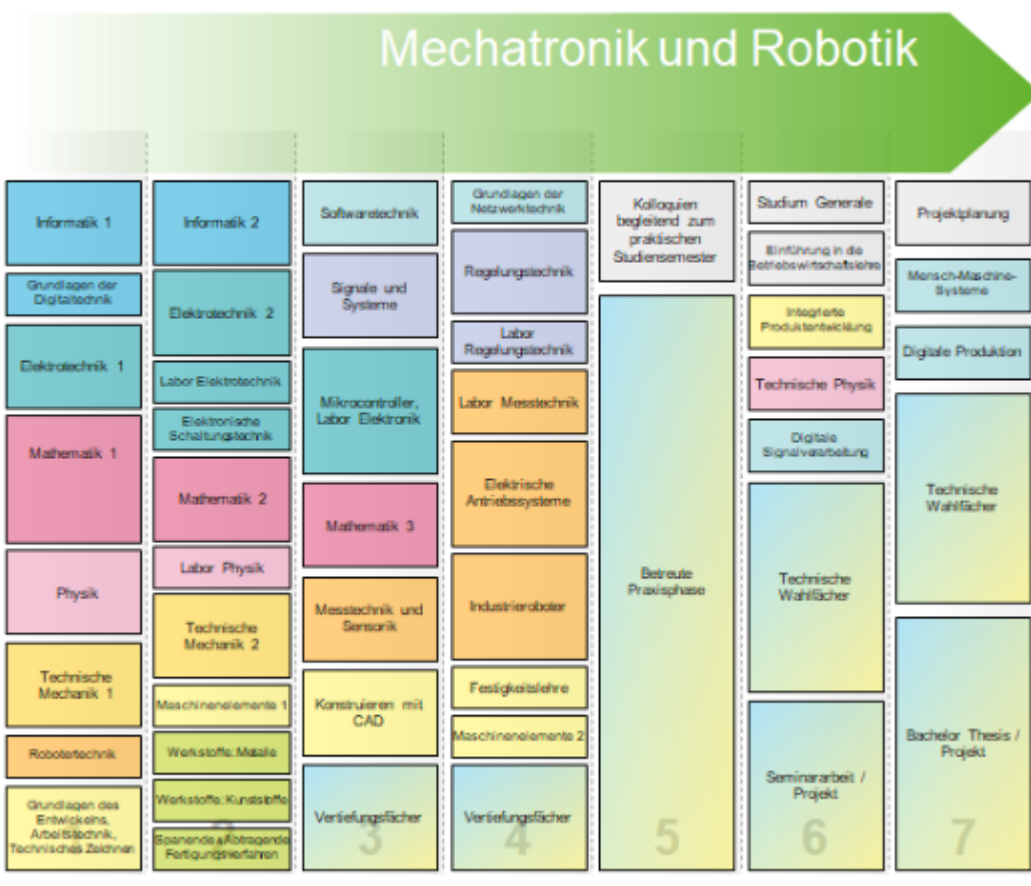 Mechatronik und Robotik
Informatik 1
Grundlagen der
Digitaltechnik
Elektrotechnik 1
Mathematik 1
Physik
Technische
Mechanik 1
Robotertechnik
Grundlagen des
Entwickelns,
Arbeitstechnik,
Technisches Zeichnen
Informatik 2
Elektrotechnik 2
Labor Elektrotechnik
Elektronische
Schaltungstechnik
Mathematik 2
Labor Physik
Technische
Mechanik 2
Maschinenelemente 1
Werkstoffe: Metalle
Werkstoffe: Kunststoffe
Spanende + Abtragende
Fertigungsverfahren
Softwaretechnik
Signale und
Systeme
Mikrocontroller,
Labor Elektronik
Mathematik 3
Messtechnik und
Sensorik
Konstruieren mit
CAD
Vertiefungsfächer
3
Grundlagen der
Netzwerktechnik
Regelungstechnik
Labor
Regelungstechnik
Labor Messtechnik
Elektrische
Antriebssysteme
Industrieroboter
Festigkeitslehre
Maschinenelemente 2
Vertiefungsfächer
4
Kolloquien
begleitend zum
praktischen
Studiensemester
Betreute
Praxisphase
5
Studium Generale
Einführung in die
Betriebswirtschaftslehre
Integrierte
Produktentwicklung
Technische Physik
Digitale
Signalverarbeitung
Technische
Wahlfächer
Seminararbeit /
Projekt
6
Projektplanung
Mensch-Maschine-
Systeme
Digitale Produktion
Technische
Wahlfächer
Bachelor Thesis /
Projekt
7